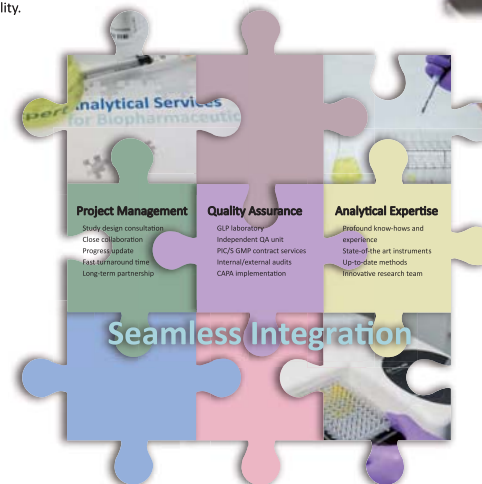 lity.
pert Analytical Services
for Biopharmaceutic
Project Management
Study design consultation
Close collaboration
Progress update
Fast turnaround time
Long-term partnership
Quality Assurance
GLP laboratory
Independent QA unit
PIC/S GMP contract services
Internal/external audits
CAPA implementation
Analytical Expertise
Profound know-hows and
experience
State-of-the art instruments
Up-to-date methods
Innovative research team
Seamless Integration